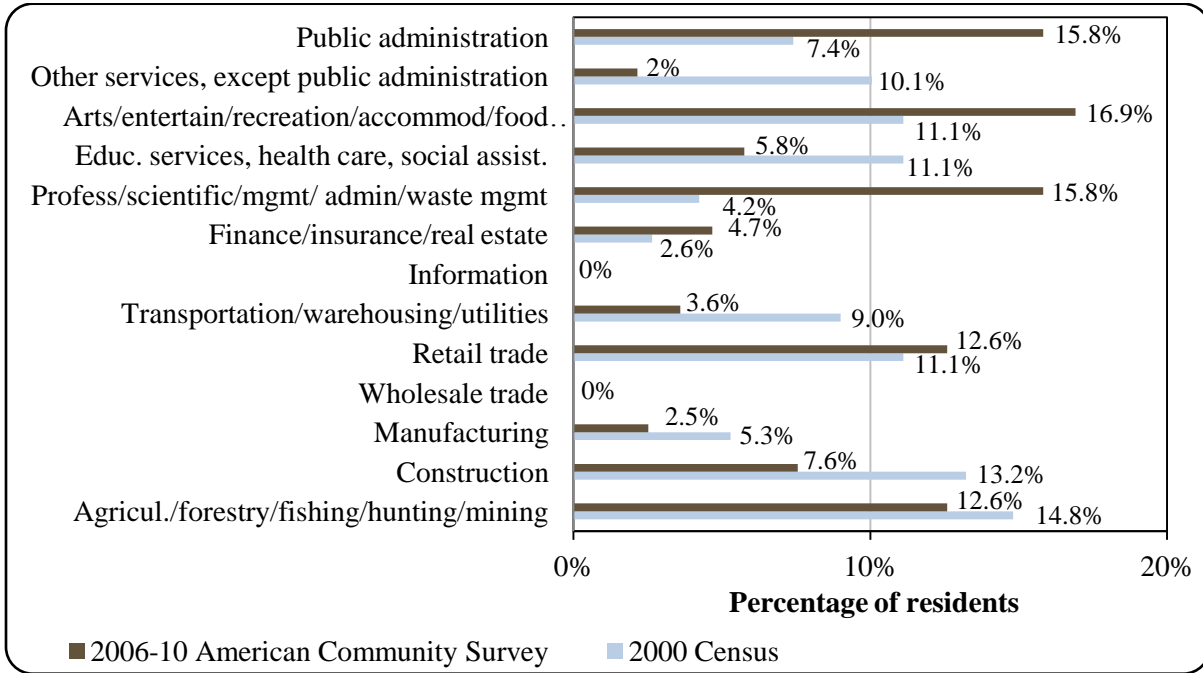 Public administration
15.8%
7.4%
Other services, except public administration
2%
10.1%
Arts/entertain/recreation/accommod/food..
16.9%
11.1%
Educ. services, health care, social assist.
5.8%
11.1%
Profess/scientific/mgmt/ admin/waste mgmt
15.8%
4.2%
Finance/insurance/real estate
4.7%
2.6%
Information
0%
Transportation/warehousing/utilities
3.6%
9.0%
Retail trade
12.6%
11.1%
Wholesale trade
0%
Manufacturing
2.5%
5.3%
Construction
7.6%
13.2%
Agricul./forestry/fishing/hunting/mining
12.6%
14.8%
0% 10% 20%
Percentage of residents
2006-10 American Community Survey 2000 Census